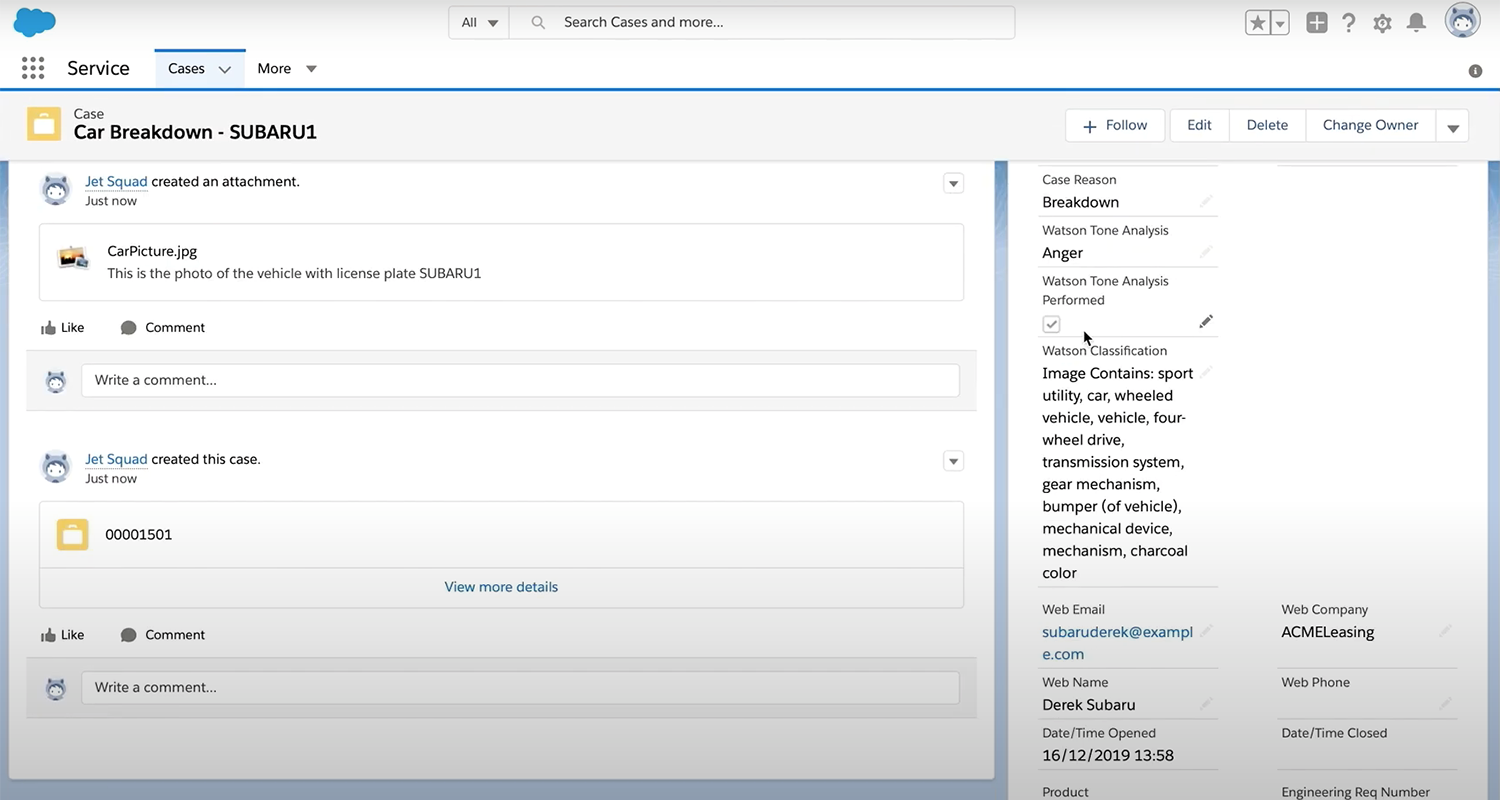 All
Search Cases and more...
Service
Cases
More
Case
Car Breakdown - SUBARU1
Follow
Edit
Delete
Change Owner
Jet Squad created an attachment.
Just now
CarPicture.jpg
This is the photo of the vehicle with license plate SUBARU1
Like
Comment
Write a comment...
Jet Squad created this case.
Just now
00001501
View more details
Like
Comment
Write a comment...
Case Reason
Breakdown
Watson Tone Analysis
Anger
Watson Tone Analysis
Performed
Watson Classification
Image Contains: sport
utility, car, wheeled
vehicle, vehicle, four-
wheel drive,
transmission system,
gear mechanism,
bumper (of vehicle),
mechanical device,
mechanism, charcoal
color
Web Email
subaruderek@exampl
e.com
Web Company
ACMELeasing
Web Name
Derek Subaru
Web Phone
Date/Time Opened
16/12/2019 13:58
Date/Time Closed
Product
Engineering Req Number